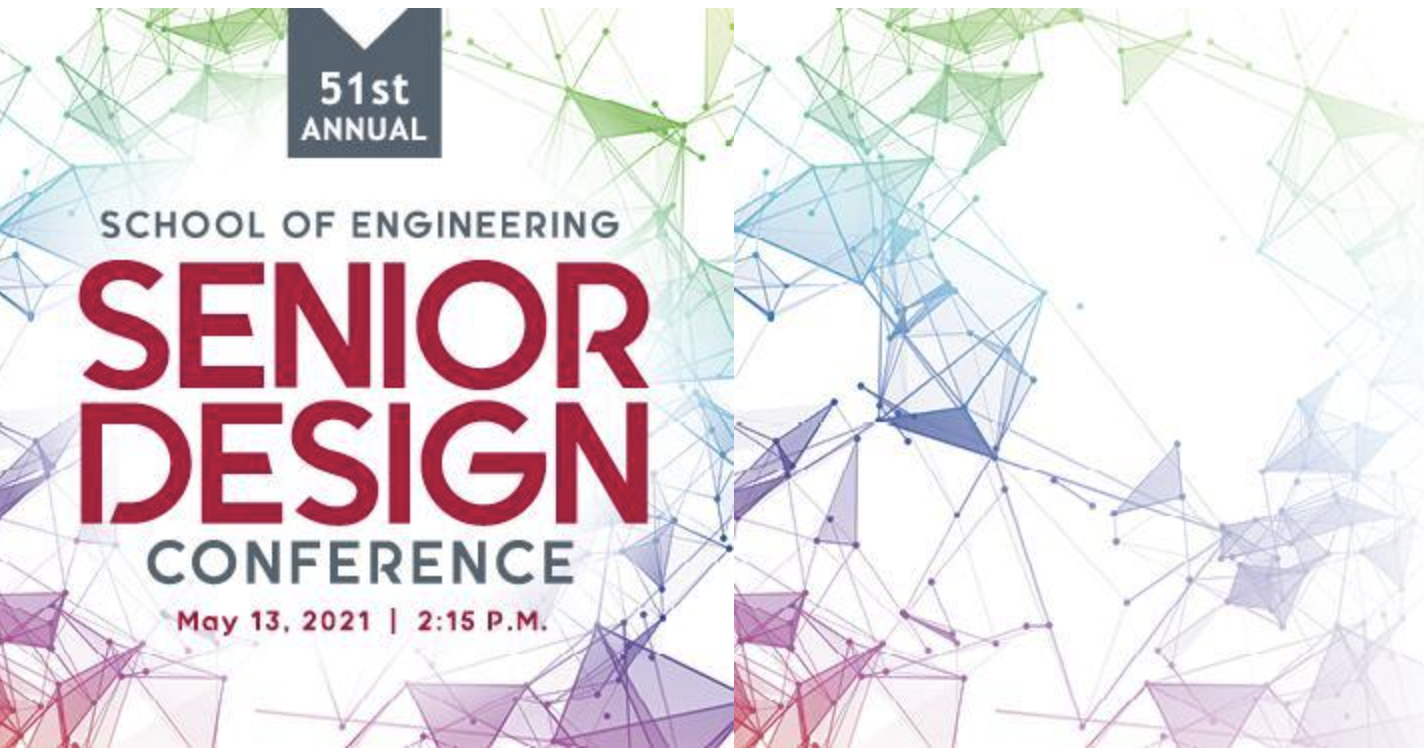 51st
ANNUAL
SCHOOL OF ENGINEERING
SENIOR
DESIGN
CONFERENCE
May 13, 2021 | 2:15 P.M.